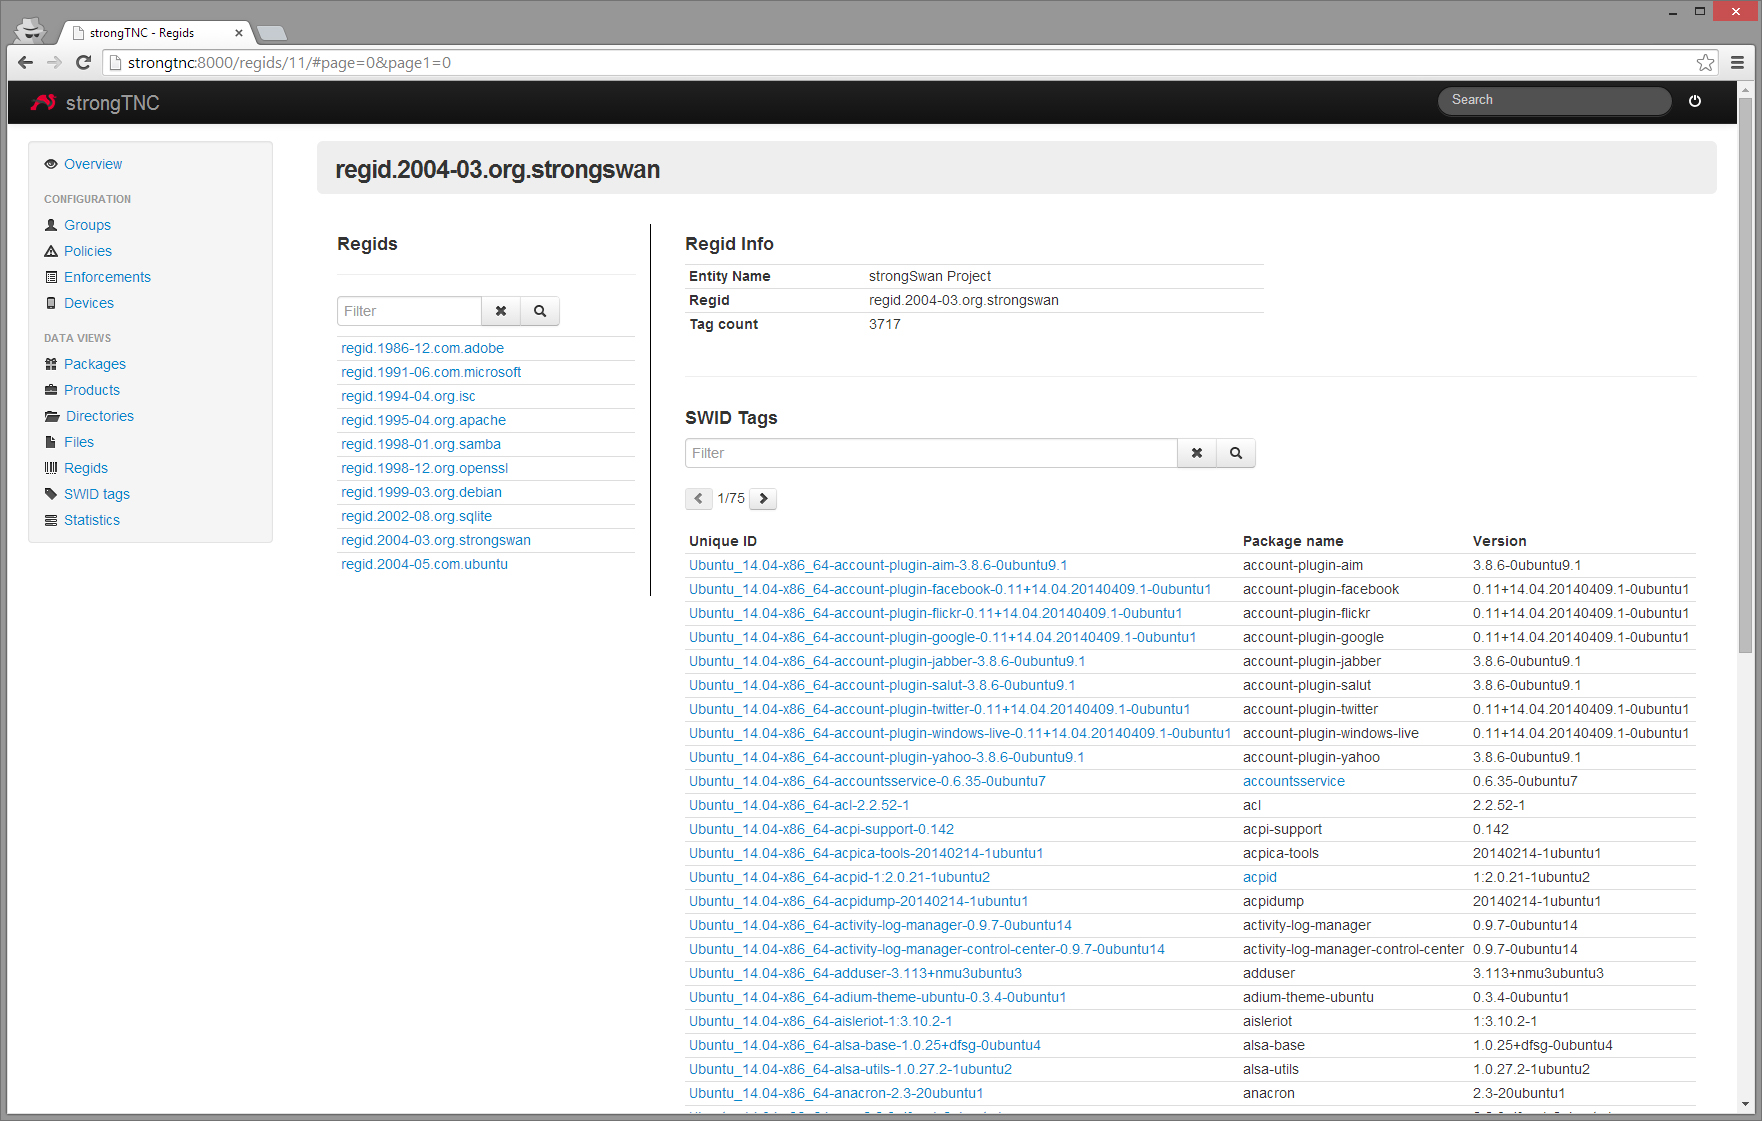 strongTNC - Regids
strongtnc:8000/regids/11/#page=0&page1=0
strongTNC
Search
Overview
CONFIGURATION
Groups
Policies
Enforcements
Devices
DATA VIEWS
Packages
Products
Directories
Files
Regids
SWID tags
Statistics
regid.2004-03.org.strongswan
Regids
Filter
regid.1986-12.com.adobe
regid.1991-06.com.microsoft
regid.1994-04.org.isc
regid.1995-04.org.apache
regid.1998-01.org.samba
regid.1998-12.org.openssl
regid.1999-03.org.debian
regid.2002-08.org.sqlite
regid.2004-03.org.strongswan
regid.2004-05.com.ubuntu
Regid Info
Entity Name strongSwan Project
Regid regid.2004-03.org.strongswan
Tag count 3717
SWID Tags
Filter
1/75
Unique ID Package name Version
Ubuntu_14.04-x86_64-account-plugin-aim-3.8.6-0ubuntu9.1 account-plugin-aim 3.8.6-0ubuntu9.1
Ubuntu_14.04-x86_64-account-plugin-facebook-0.11+14.04.20140409.1-0ubuntu1 account-plugin-facebook 0.11+14.04.20140409.1-0ubuntu1
Ubuntu_14.04-x86_64-account-plugin-flickr-0.11+14.04.20140409.1-0ubuntu1 account-plugin-flickr 0.11+14.04.20140409.1-0ubuntu1
Ubuntu_14.04-x86_64-account-plugin-google-0.11+14.04.20140409.1-0ubuntu1 account-plugin-google 0.11+14.04.20140409.1-0ubuntu1
Ubuntu_14.04-x86_64-account-plugin-jabber-3.8.6-0ubuntu9.1 account-plugin-jabber 3.8.6-0ubuntu9.1
Ubuntu_14.04-x86_64-account-plugin-salut-3.8.6-0ubuntu9.1 account-plugin-salut 3.8.6-0ubuntu9.1
Ubuntu_14.04-x86_64-account-plugin-twitter-0.11+14.04.20140409.1-0ubuntu1 account-plugin-twitter 0.11+14.04.20140409.1-0ubuntu1
Ubuntu_14.04-x86_64-account-plugin-windows-live-0.11+14.04.20140409.1-0ubuntu1 account-plugin-windows-live 0.11+14.04.20140409.1-0ubuntu1
Ubuntu_14.04-x86_64-account-plugin-yahoo-3.8.6-0ubuntu9.1 account-plugin-yahoo 3.8.6-0ubuntu9.1
Ubuntu_14.04-x86_64-accountsservice-0.6.35-0ubuntu7 accountsservice 0.6.35-0ubuntu7
Ubuntu_14.04-x86_64-acl-2.2.52-1 acl 2.2.52-1
Ubuntu_14.04-x86_64-acpi-support-0.142 acpi-support 0.142
Ubuntu_14.04-x86_64-acpica-tools-20140214-1ubuntu1 acpica-tools 20140214-1ubuntu1
Ubuntu_14.04-x86_64-acpid-1:2.0.21-1ubuntu2 acpid 1:2.0.21-1ubuntu2
Ubuntu_14.04-x86_64-acpidump-20140214-1ubuntu1 acpidump 20140214-1ubuntu1
Ubuntu_14.04-x86_64-activity-log-manager-0.9.7-0ubuntu14 activity-log-manager 0.9.7-0ubuntu14
Ubuntu_14.04-x86_64-activity-log-manager-control-center-0.9.7-0ubuntu14 activity-log-manager-control-center 0.9.7-0ubuntu14
Ubuntu_14.04-x86_64-adduser-3.113+nmu3ubuntu3 adduser 3.113+nmu3ubuntu3
Ubuntu_14.04-x86_64-adium-theme-ubuntu-0.3.4-0ubuntu1 adium-theme-ubuntu 0.3.4-0ubuntu1
Ubuntu_14.04-x86_64-aisleriot-1:3.10.2-1 aisleriot 1:3.10.2-1
Ubuntu_14.04-x86_64-alsa-base-1.0.25+dfsg-0ubuntu4 alsa-base 1.0.25+dfsg-0ubuntu4
Ubuntu_14.04-x86_64-alsa-utils-1.0.27.2-1ubuntu2 alsa-utils 1.0.27.2-1ubuntu2
Ubuntu_14.04-x86_64-anacron-2.3-20ubuntu1 anacron 2.3-20ubuntu1